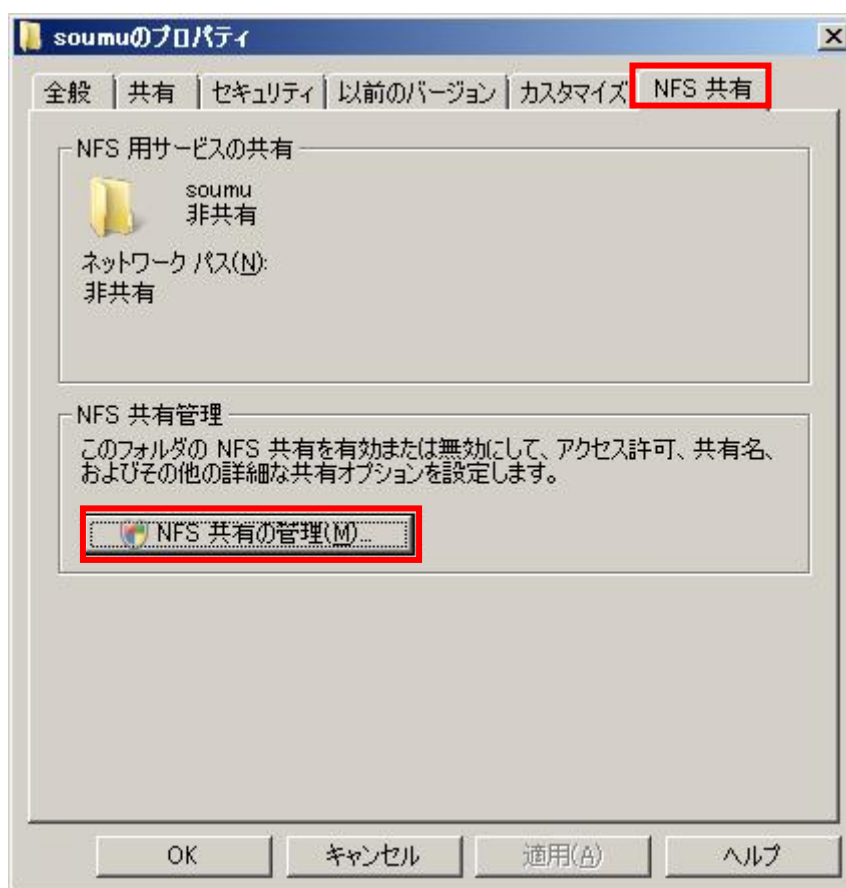 soumuのプロパティ
全般 共有 セキュリティ 以前のバージョン カスタマイズ NFS 共有
NFS 用サービスの共有
soumu
非共有
ネットワーク パス(N):
非共有
NFS 共有管理
このフォルダの NFS 共有を有効または無効にして、アクセス許可、共有名、
およびその他の詳細な共有オプションを設定します。
NFS 共有の管理(M)...
OK キャンセル 適用(A) ヘルプ